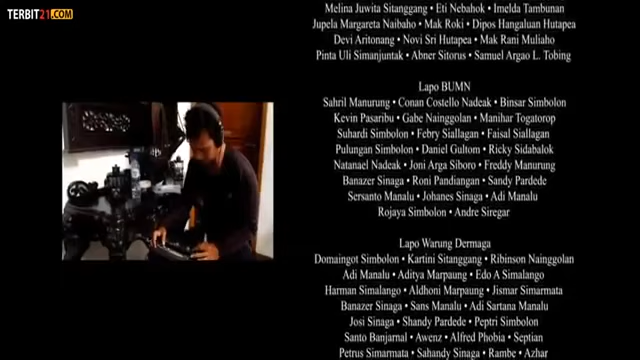 TERBIT21.COM
Melina Juwita Sitanggang • Eti Nebahok • Imelda Tambunan
Jupela Margareta Naibaho • Mak Roki • Dipos Hangaluan Hutapea
Devi Aritonang • Novi Sri Hutapea • Mak Rani Muliaho
Pinta Uli Simanjuntak • Abner Sitorus • Samuel Argao L. Tobing
Lapo BUMN
Sahril Manurung • Conan Costello Nadeak • Binsar Simbolon
Kevin Pasaribu • Gabe Nainggolan • Manihar Togatorop
Suhardi Simbolon • Febry Siallagan • Faisal Siallagan
Pulungan Simbolon • Daniel Gultom • Ricky Sidabalok
Natanael Nadeak • Joni Arga Siboro • Freddy Manurung
Banazer Sinaga • Roni Pandiangan • Sandy Pardede
Sersanto Manalu • Johanes Sinaga • Adi Manalu
Rojaya Simbolon • Andre Siregar
Lapo Warung Dermaga
Domaingot Simbolon • Kartini Sitanggang • Ribinson Nainggolan
Adi Manalu • Aditya Marpaung • Edo A Simalango
Harman Simalango • Aldhoni Marpaung • Jismar Simarmata
Banazer Sinaga • Sans Manalu • Adi Sartana Manalu
Josi Sinaga • Shandy Pardede • Peptri Simbolon
Santo Banjarnal • Awenz • Alfred Phobia • Septian
Petrus Simarmata • Sahandy Sinaga • Rambe • Azhar